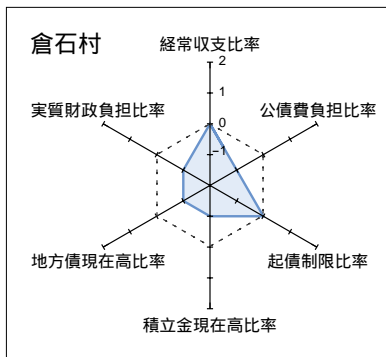 倉石村
経常収支比率
2
1
0
−1
実質財政負担比率
公債費負担比率
地方債現在高比率
起債制限比率
積立金現在高比率